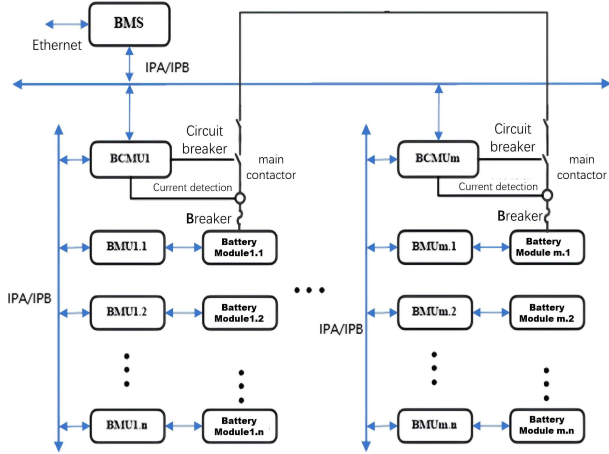 BMS
Ethernet
IPA/IPB
Circuit
breaker
BCMU1
main
contactor
Current detection
Breaker
BMU1.1
Battery
Module1.1
IPA/IPB
BMU1.2
Battery
Module1.2
BMU1.n
Battery
Module1.n
Circuit
breaker
BCMUm
main
contactor
Current detection
Breaker
BMUm.1
Battery
Module m.1
IPA/IPB
BMUm.2
Battery
Module m.2
BMUm.n
Battery
Module m.n